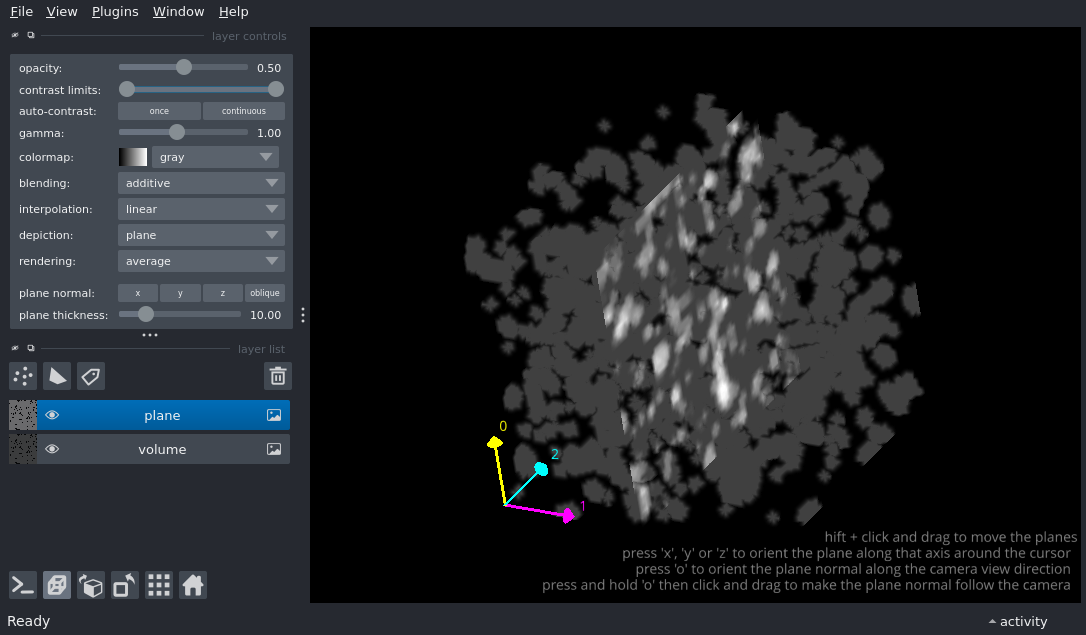 File View Plugins Window Help
layer controls
opacity: 0.50
contrast limits:
auto-contrast: once continuous
gamma: 1.00
colormap: gray
blending: additive
interpolation: linear
depiction: plane
rendering: average
plane normal: x y z oblique
plane thickness: 10.00
layer list
plane
volume
0
2
1
hift + click and drag to move the planes
press 'x', 'y' or 'z' to orient the plane along that axis around the cursor
press 'o' to orient the plane normal along the camera view direction
press and hold 'o' then click and drag to make the plane normal follow the camera
Ready
activity